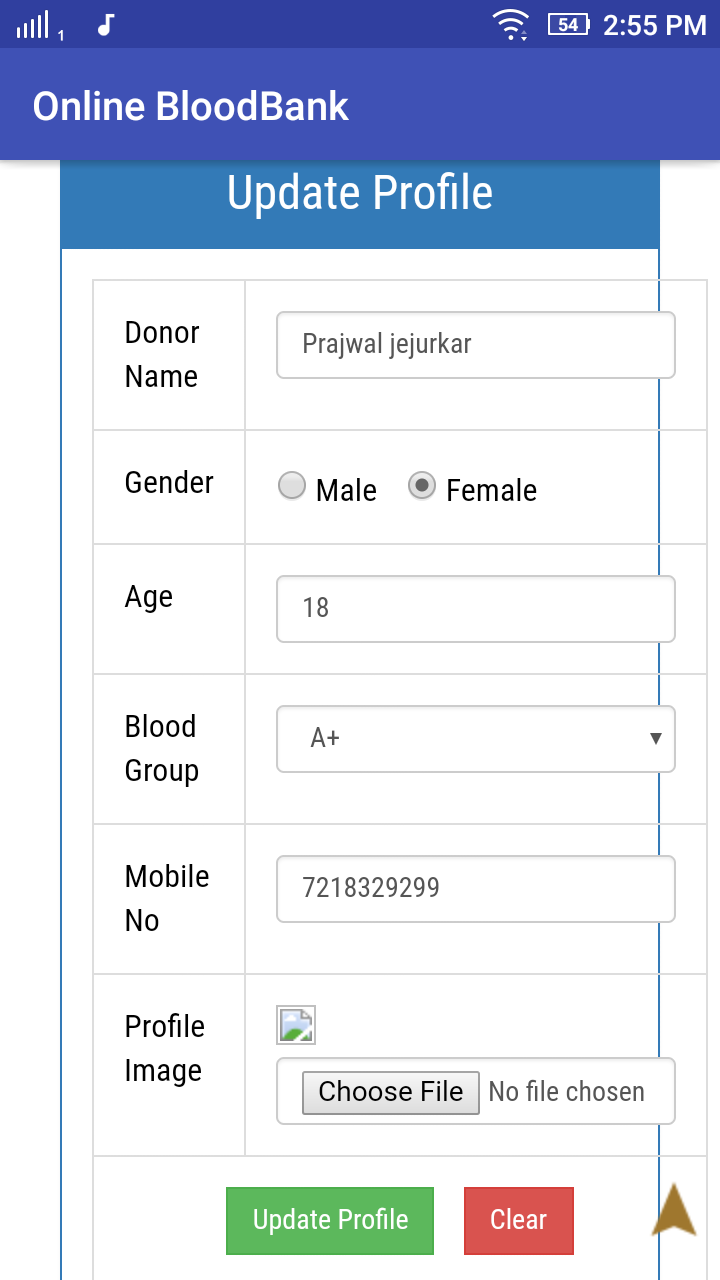 1 54 2:55 PM
Online BloodBank
Update Profile
Donor Name
Prajwal jejurkar
Gender
Male Female
Age
18
Blood Group
A+
Mobile No
7218329299
Profile Image
Choose File No file chosen
Update Profile Clear